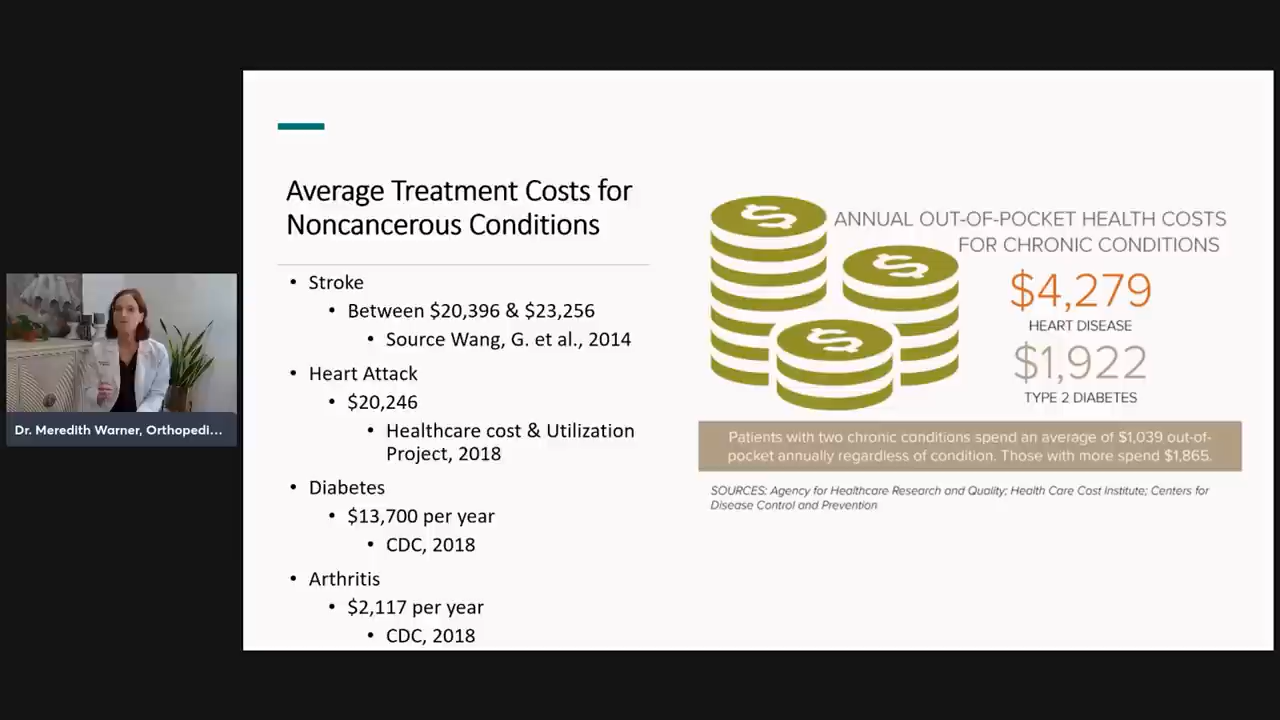 Average Treatment Costs for
Noncancerous Conditions
• Stroke
• Between $20,396 & $23,256
• Source Wang, G. et al., 2014
• Heart Attack
• $20,246
• Healthcare cost & Utilization
Project, 2018
• Diabetes
• $13,700 per year
• CDC, 2018
• Arthritis
• $2,117 per year
• CDC, 2018
ANNUAL OUT-OF-POCKET HEALTH COSTS
FOR CHRONIC CONDITIONS
$4,279
HEART DISEASE
$1,922
TYPE 2 DIABETES
$
$
$
Patients with two chronic conditions spend an average of $1,039 out-of-
pocket annually regardless of condition. Those with more spend $1,865.
SOURCES: Agency for Healthcare Research and Quality; Health Care Cost Institute; Centers for
Disease Control and Prevention
Dr. Meredith Warner, Orthopedi...